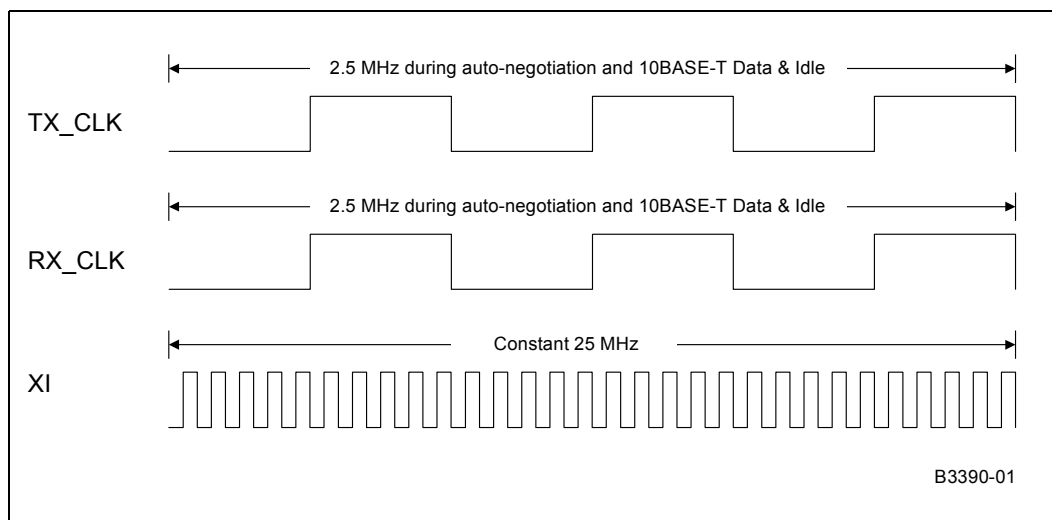 2.5 MHz during auto-negotiation and 10BASE-T Data & Idle
TX_CLK
2.5 MHz during auto-negotiation and 10BASE-T Data & Idle
RX_CLK
Constant 25 MHz
XI
B3390-01